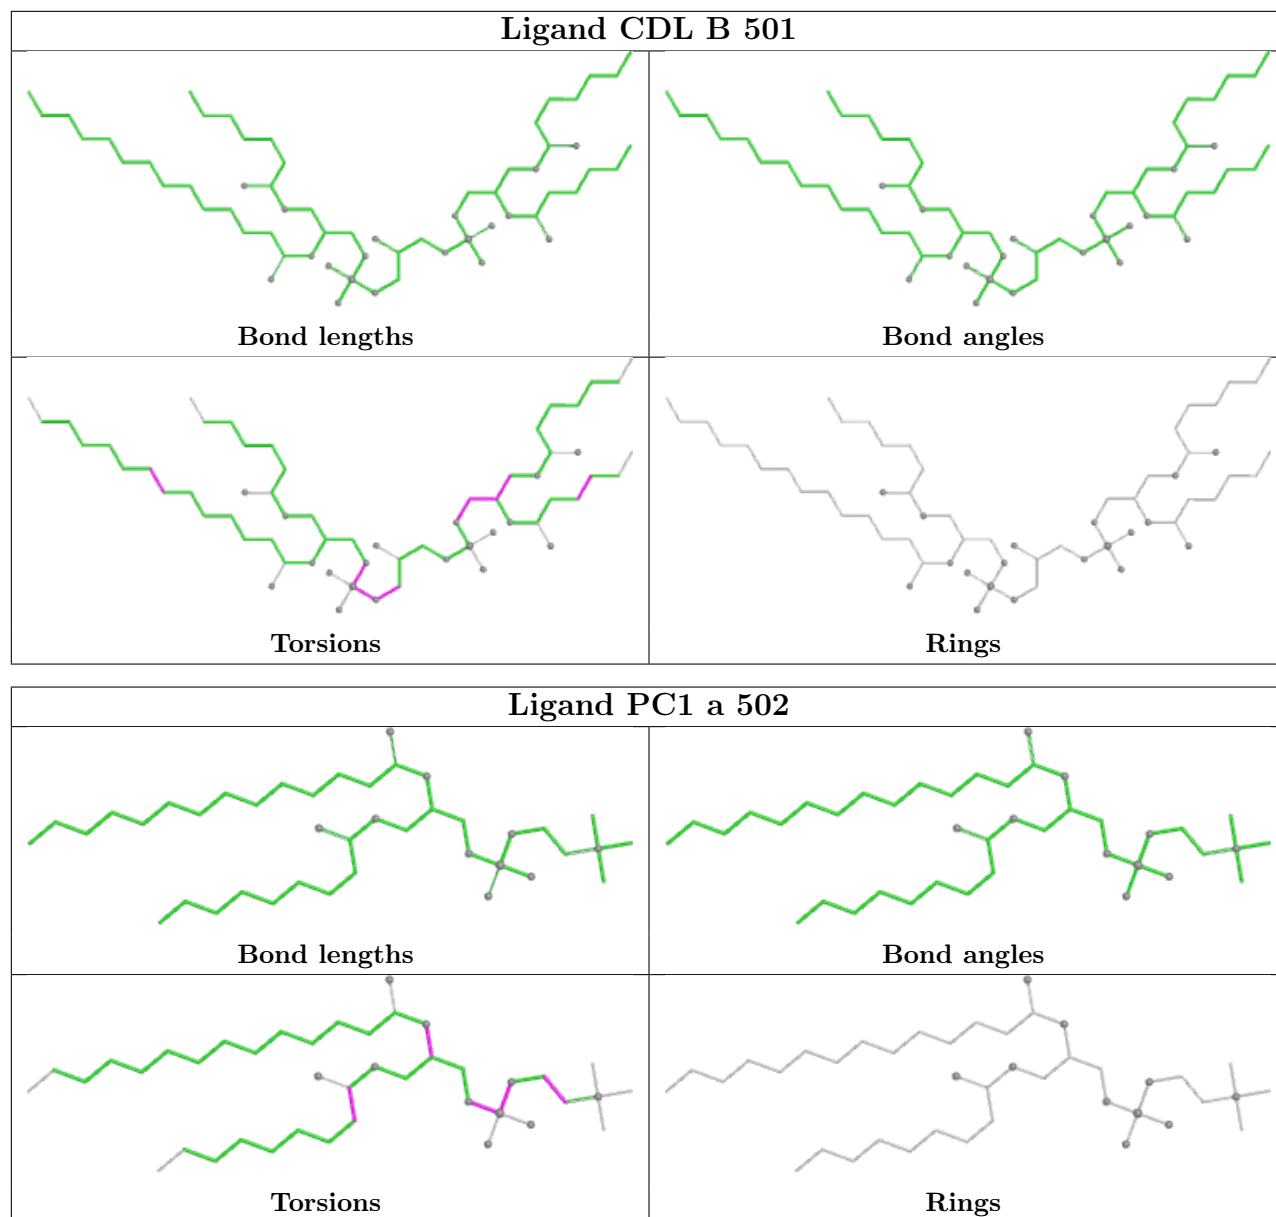 Ligand CDL B 501
Bond lengths
Bond angles
Torsions
Rings
Ligand PC1 a 502
Bond lengths
Bond angles
Torsions
Rings